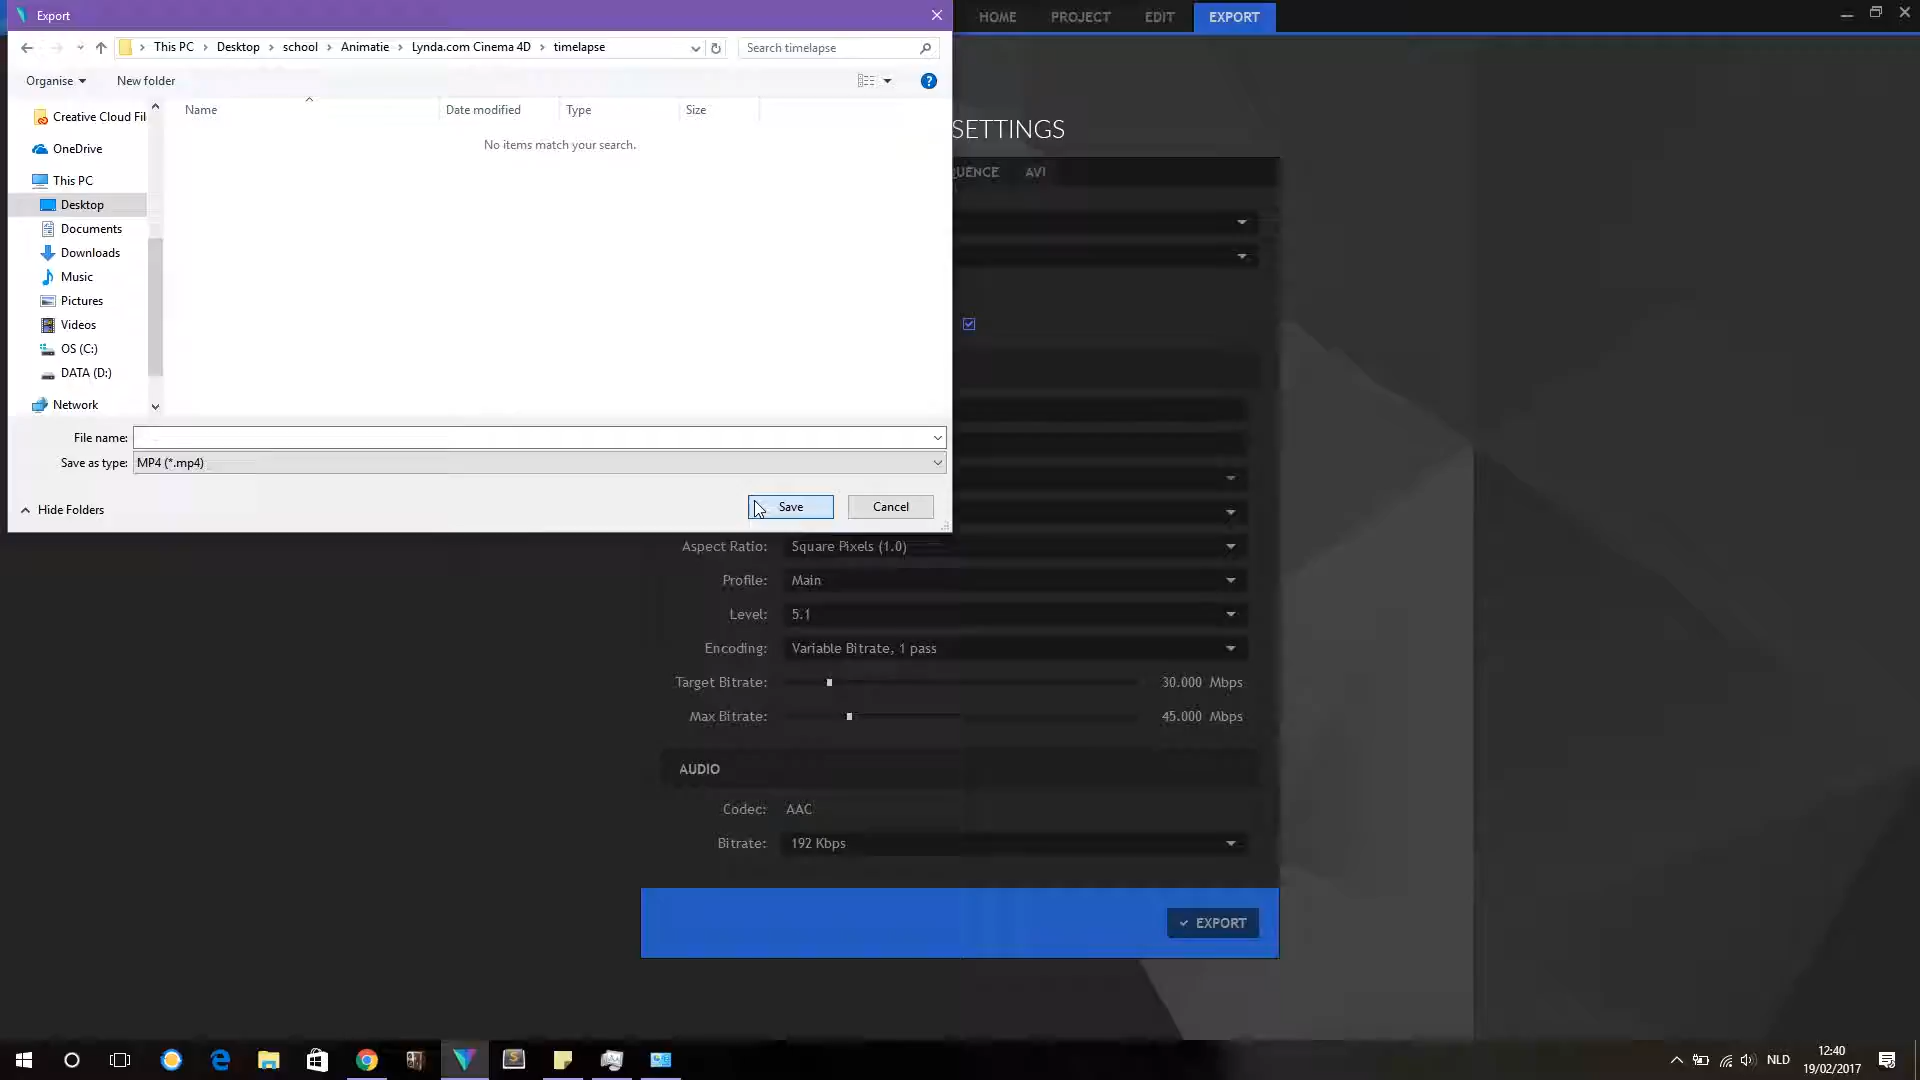 Export
HOME PROJECT EDIT EXPORT
This PC Desktop school Animatie Lynda.com Cinema 4D timelapse
Search timelapse
Organise New folder
?
Name Date modified Type Size
No items match your search.
Creative Cloud Fil
OneDrive
This PC
Desktop
Documents
Downloads
Music
Pictures
Videos
OS (C:)
DATA (D:)
Network
File name:
Save as type: MP4 (*.mp4)
Hide Folders
Save Cancel
SETTINGS
UENCE AVI
Aspect Ratio: Square Pixels (1.0)
Profile: Main
Level: 5.1
Encoding: Variable Bitrate, 1 pass
Target Bitrate: 30.000 Mbps
Max Bitrate: 45.000 Mbps
AUDIO
Codec: AAC
Bitrate: 192 Kbps
EXPORT
NLD
12:40
19/02/2017